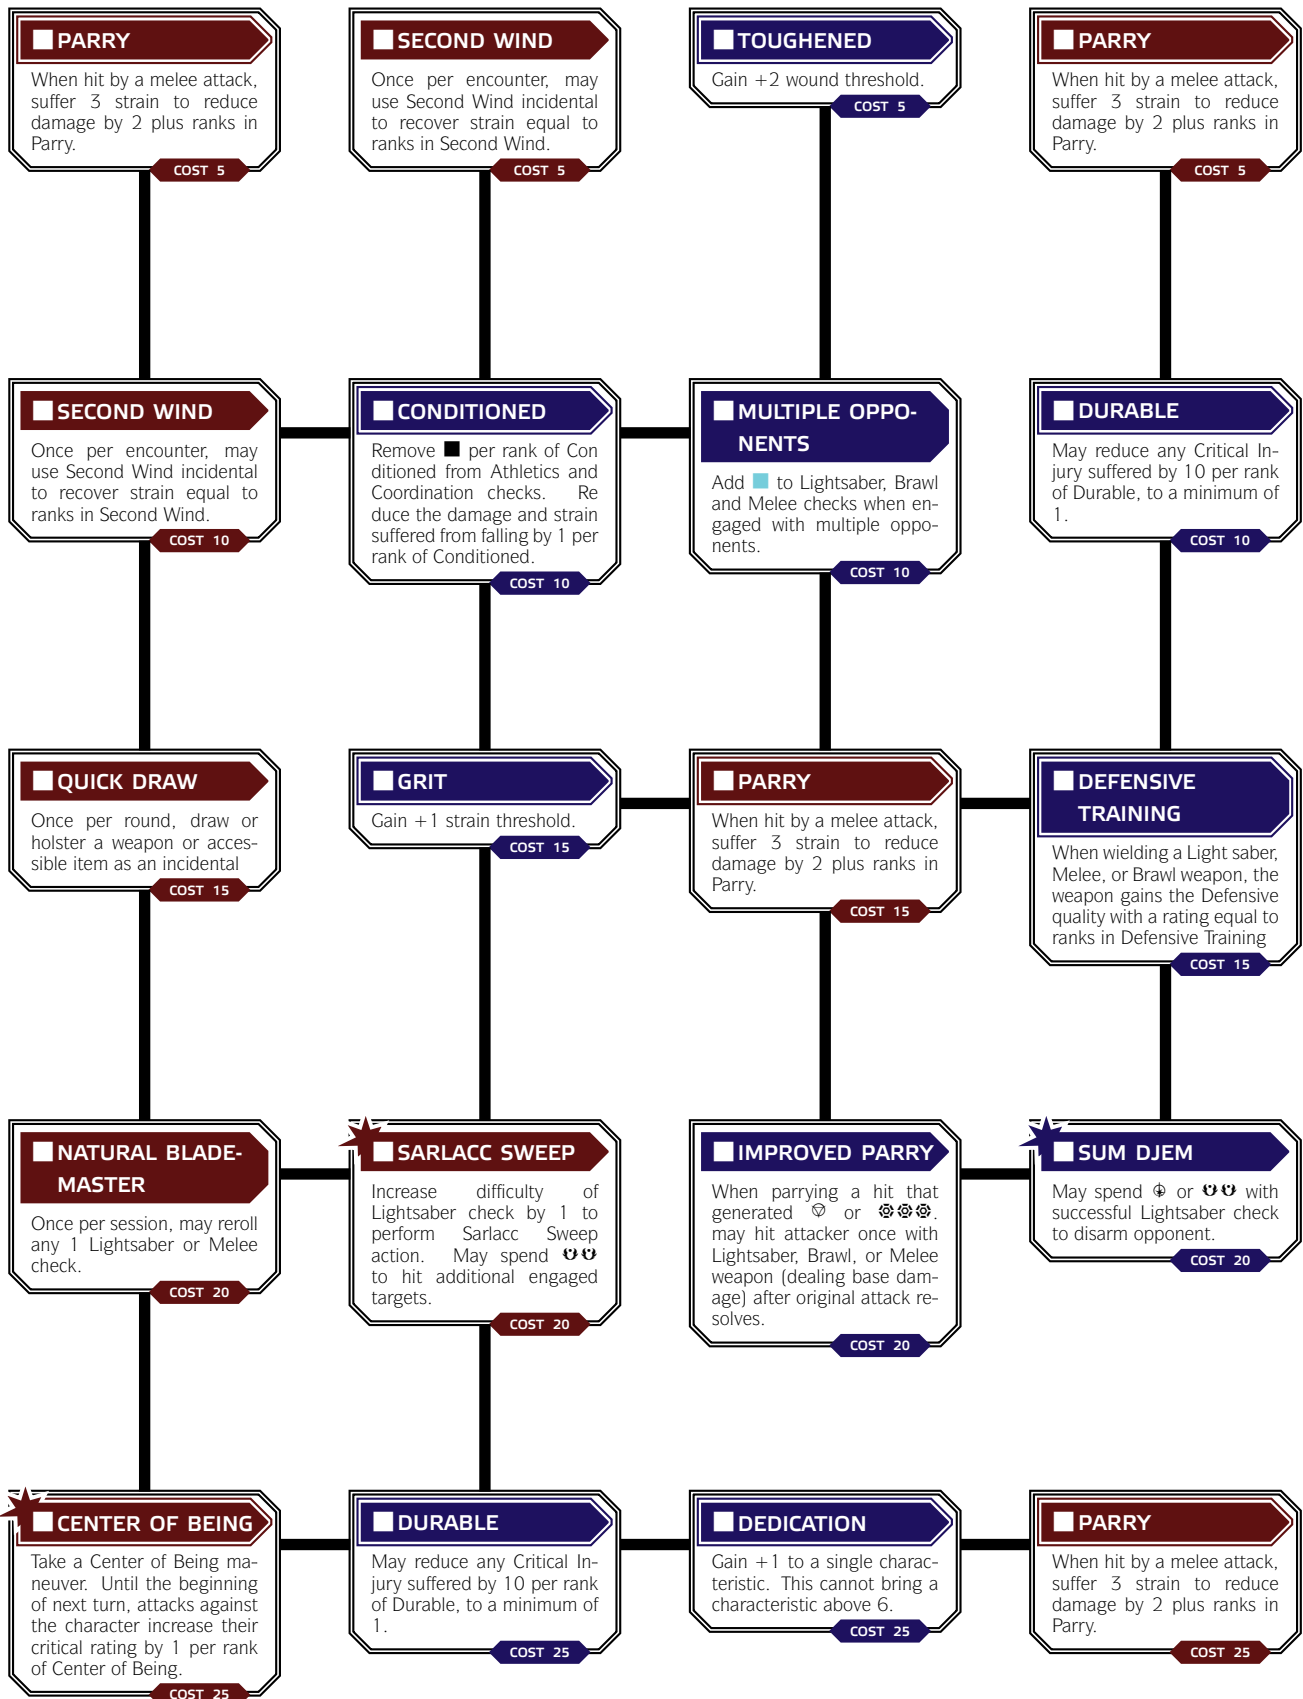 PARRY
When hit by a melee attack,
suffer 3 strain to reduce
damage by 2 plus ranks in
Parry.
COST 5
SECOND WIND
Once per encounter, may
use Second Wind incidental
to recover strain equal to
ranks in Second Wind.
COST 5
TOUGHENED
Gain +2 wound threshold.
COST 5
PARRY
When hit by a melee attack,
suffer 3 strain to reduce
damage by 2 plus ranks in
Parry.
COST 5
SECOND WIND
Once per encounter, may
use Second Wind incidental
to recover strain equal to
ranks in Second Wind.
COST 10
CONDITIONED
Remove ■ per rank of Con
ditioned from Athletics and
Coordination checks. Re
duce the damage and strain
suffered from falling by 1 per
rank of Conditioned.
COST 10
MULTIPLE OPPO-
NENTS
Add ■ to Lightsaber, Brawl
and Melee checks when en-
gaged with multiple oppo-
nents.
COST 10
DURABLE
May reduce any Critical In-
jury suffered by 10 per rank
of Durable, to a minimum of
1.
COST 10
QUICK DRAW
Once per round, draw or
holster a weapon or acces-
sible item as an incidental
COST 15
GRIT
Gain +1 strain threshold.
COST 15
PARRY
When hit by a melee attack,
suffer 3 strain to reduce
damage by 2 plus ranks in
Parry.
COST 15
DEFENSIVE
TRAINING
When wielding a Light saber,
Melee, or Brawl weapon, the
weapon gains the Defensive
quality with a rating equal to
ranks in Defensive Training
COST 15
NATURAL BLADE-
MASTER
Once per session, may reroll
any 1 Lightsaber or Melee
check.
COST 20
SARLACC SWEEP
Increase difficulty of
Lightsaber check by 1 to
perform Sarlacc Sweep
action. May spend
to hit additional engaged
targets.
COST 20
IMPROVED PARRY
When parrying a hit that
generated or .
may hit attacker once with
Lightsaber, Brawl, or Melee
weapon (dealing base dam-
age) after original attack re-
solves.
COST 20
SUM DJEM
May spend or with
successful Lightsaber check
to disarm opponent.
COST 20
CENTER OF BEING
Take a Center of Being ma-
neuver. Until the beginning
of next turn, attacks against
the character increase their
critical rating by 1 per rank
of Center of Being.
COST 25
DURABLE
May reduce any Critical In-
jury suffered by 10 per rank
of Durable, to a minimum of
1.
COST 25
DEDICATION
Gain +1 to a single charac-
teristic. This cannot bring a
characteristic above 6.
COST 25
PARRY
When hit by a melee attack,
suffer 3 strain to reduce
damage by 2 plus ranks in
Parry.
COST 25